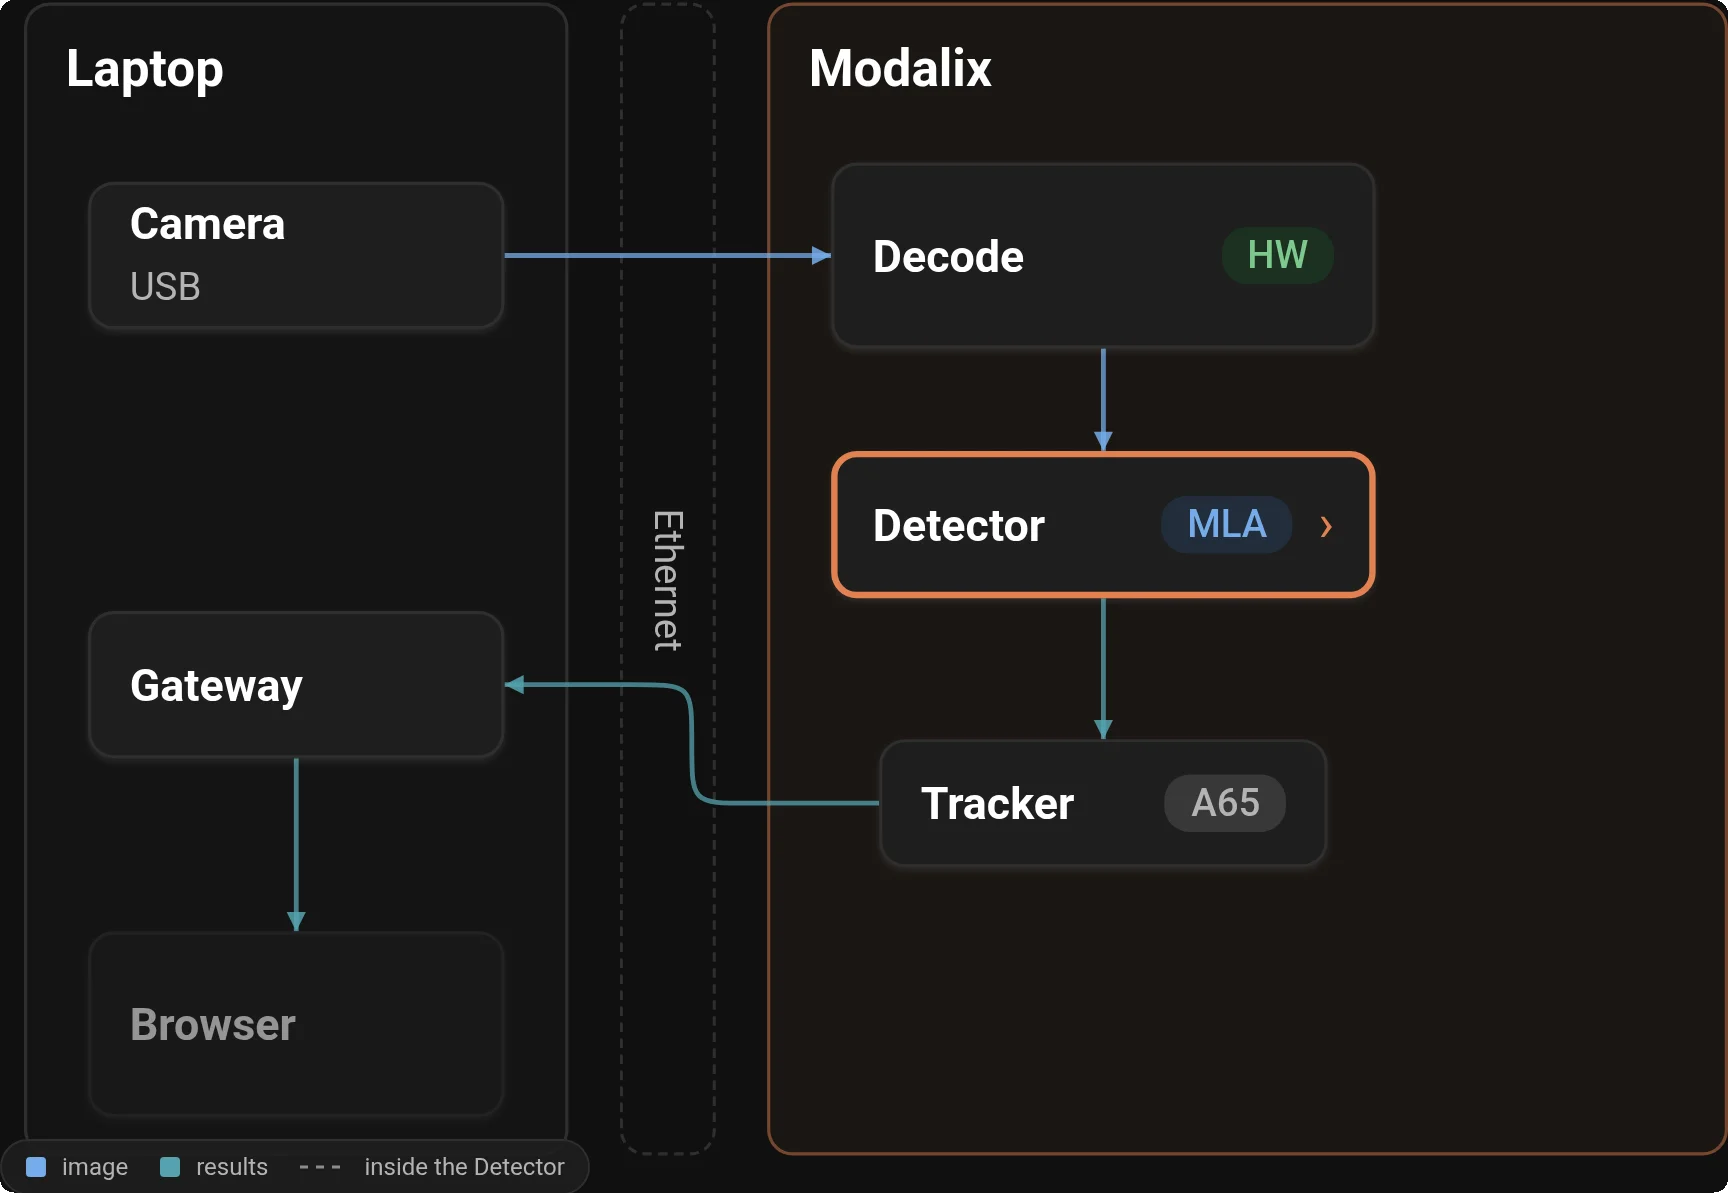 Laptop
Modalix
Camera
USB
Decode
HW
Detector
MLA ›
Ethernet
Gateway
Tracker
A65
Browser
image
results
inside the Detector